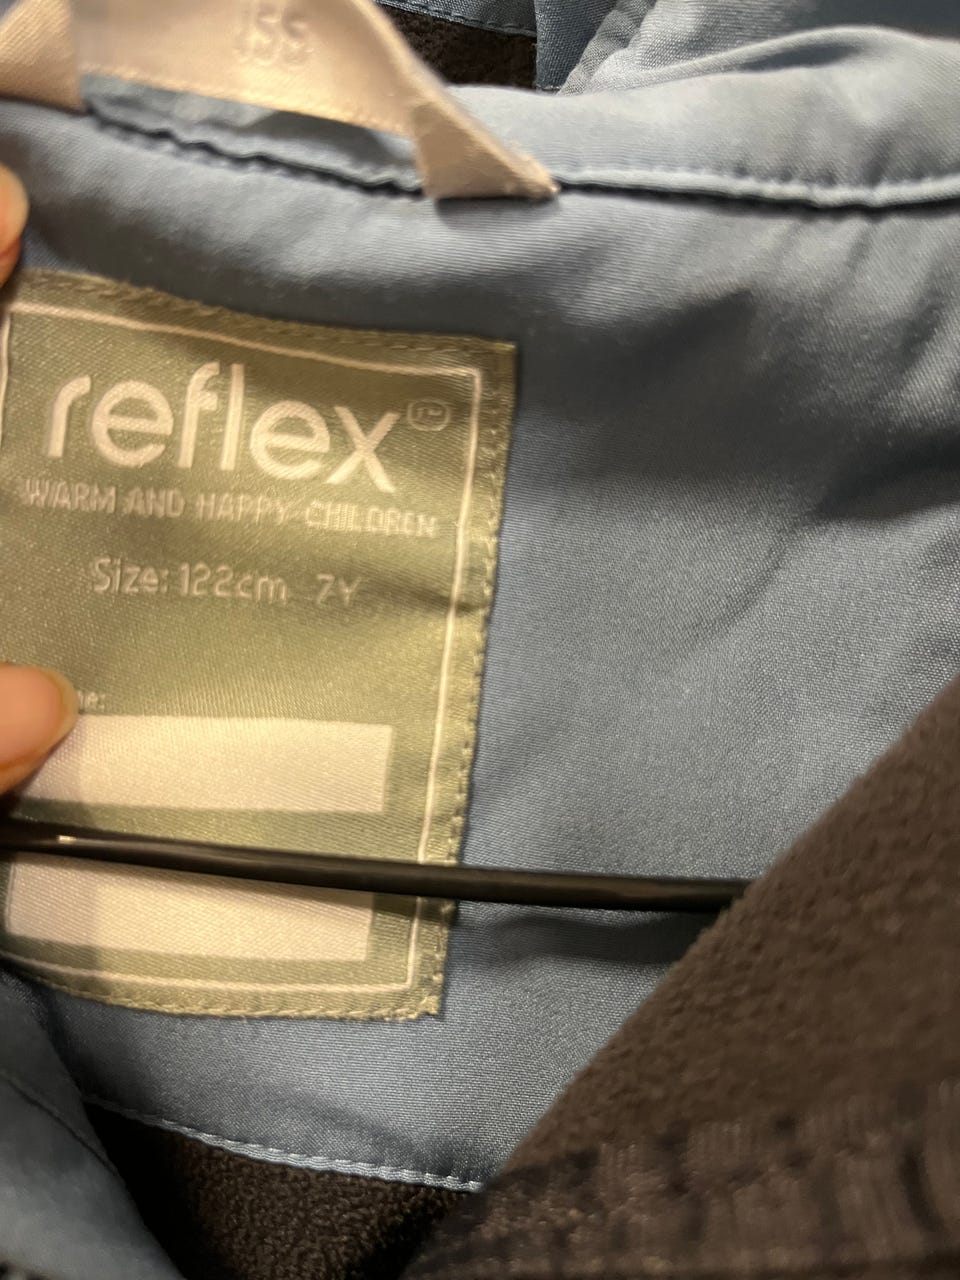 reflex®
WARM AND HAPPY CHILDREN
Size: 122cm 7Y